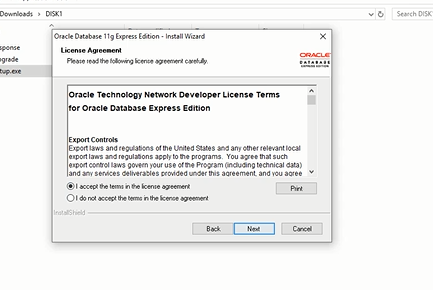 Downloads > DISK1
Search DISK1
Oracle Database 11g Express Edition - Install Wizard
License Agreement
Please read the following license agreement carefully.
ORACLE
DATABASE
EXPRESS EDITION
Oracle Technology Network Developer License Terms
for Oracle Database Express Edition
Export Controls
Export laws and regulations of the United States and any other relevant local
export laws and regulations apply to the programs. You agree that such
export control laws govern your use of the Program (including technical data)
and any services deliverables provided under this agreement, and you agree
I accept the terms in the license agreement
Print
I do not accept the terms in the license agreement
InstallShield
Back
Next
Cancel
sponse
grade
tup.exe